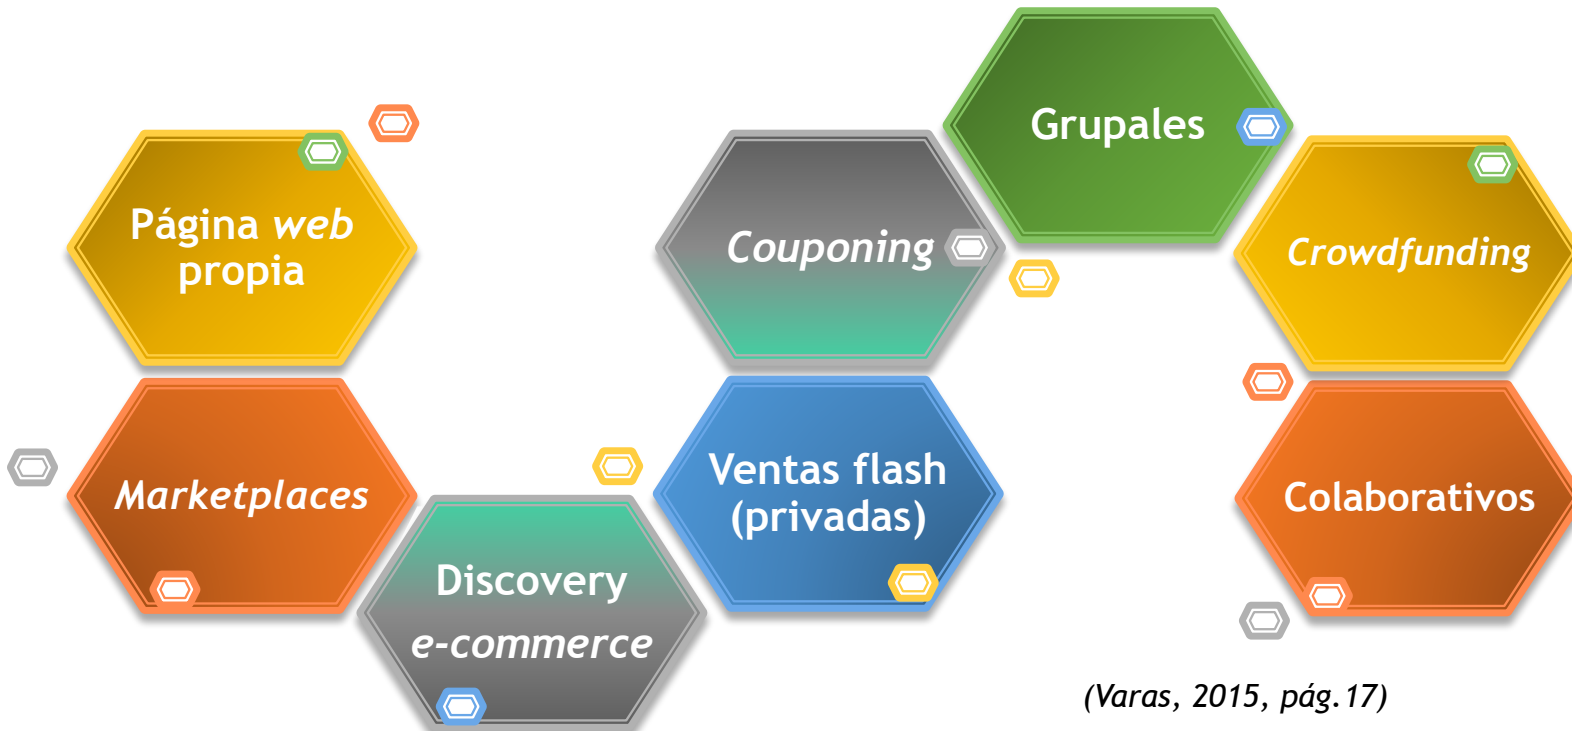 Página web
propia
Marketplaces
Discovery
e-commerce
Ventas flash
(privadas)
Couponing
Grupales
Crowdfunding
Colaborativos
(Varas, 2015, pág.17)